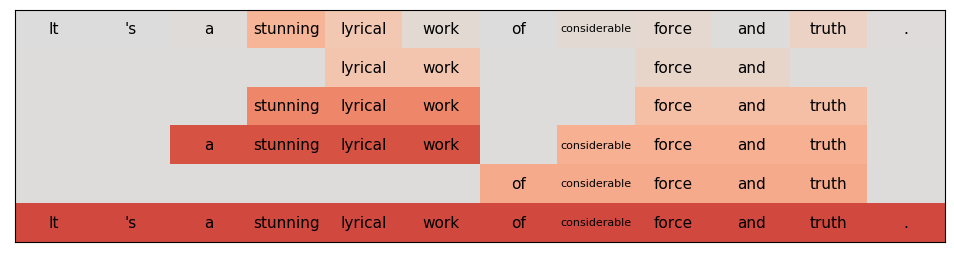 It 's a stunning lyrical work of considerable force and truth .
lyrical work force and
stunning lyrical work force and truth
a stunning lyrical work considerable force and truth
of considerable force and truth
It 's a stunning lyrical work of considerable force and truth .